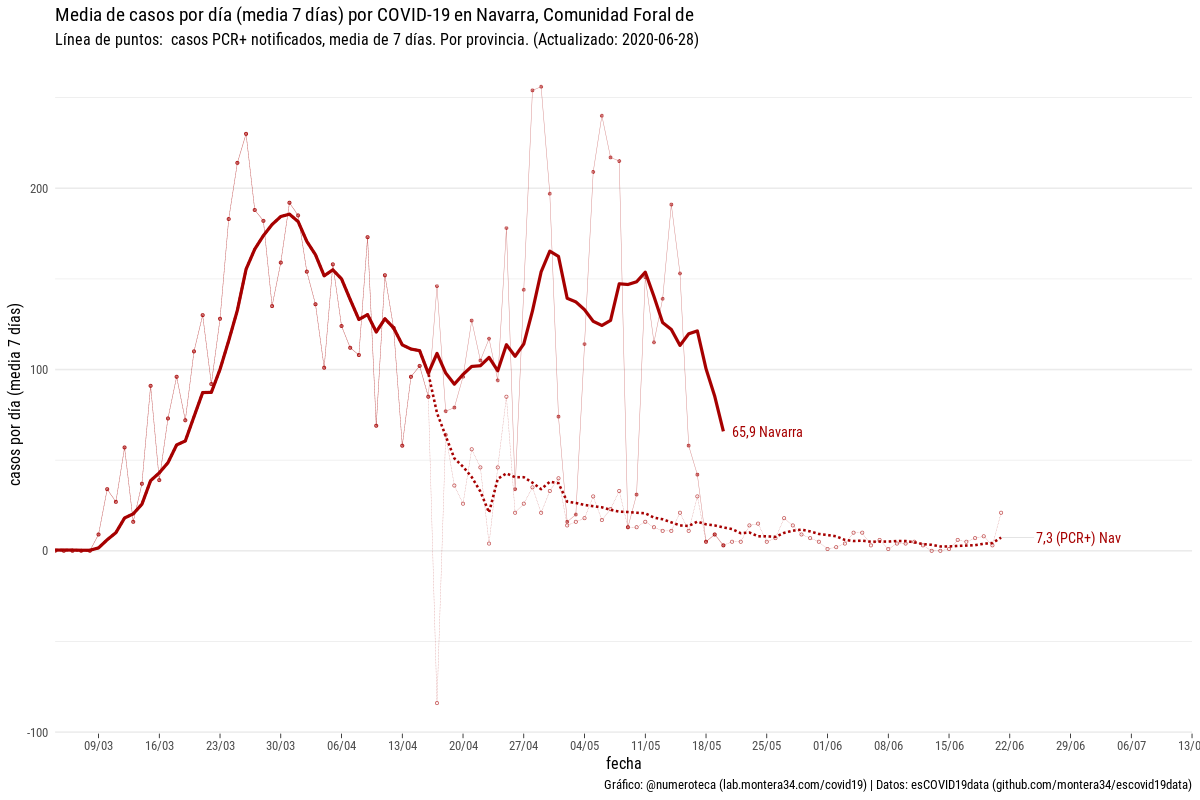 Media de casos por día (media 7 días) por COVID-19 en Navarra, Comunidad Foral de
Línea de puntos:  casos PCR+ notificados, media de 7 días. Por provincia. (Actualizado: 2020-06-28)
casos por día (media 7 días)
200
100
0
-100
65,9 Navarra
7,3 (PCR+) Nav
09/03 16/03 23/03 30/03 06/04 13/04 20/04 27/04 04/05 11/05 18/05 25/05 01/06 08/06 15/06 22/06 29/06 06/07 13/0
fecha
Gráfico: @numeroteca (lab.montera34.com/covid19) | Datos: esCOVID19data (github.com/montera34/escovid19data)